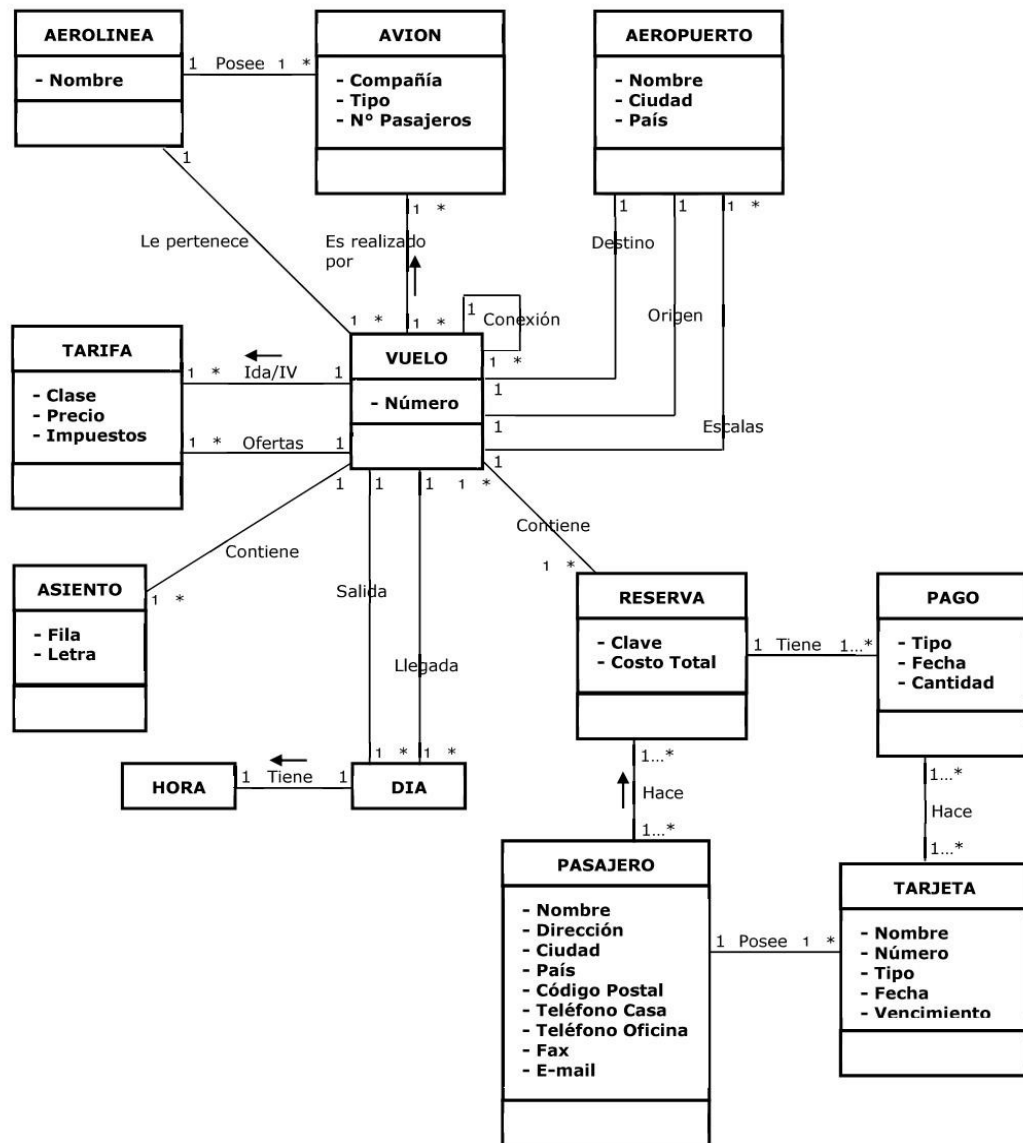 AEROLINEA
- Nombre
1 Posee 1 *
AVION
- Compañía
- Tipo
- N° Pasajeros
AEROPUERTO
- Nombre
- Ciudad
- País
1
Le pertenece
1 *
1 *
Es realizado
por
1 *
1
Conexión
1 *
1
Destino
1
1
Origen
1
1 *
Escalas
1
TARIFA
- Clase
- Precio
- Impuestos
1 * Ida/IV 1
1 * Ofertas 1
VUELO
- Número
1
Contiene
1 *
ASIENTO
- Fila
- Letra
1
Salida
1 *
1
Llegada
1 *
1 *
Contiene
1 *
HORA
1 Tiene 1
DIA
RESERVA
- Clave
- Costo Total
1 Tiene 1...*
PAGO
- Tipo
- Fecha
- Cantidad
1...*
Hace
1...*
1...*
Hace
1...*
PASAJERO
- Nombre
- Dirección
- Ciudad
- País
- Código Postal
- Teléfono Casa
- Teléfono Oficina
- Fax
- E-mail
1 Posee 1 *
TARJETA
- Nombre
- Número
- Tipo
- Fecha
- Vencimiento